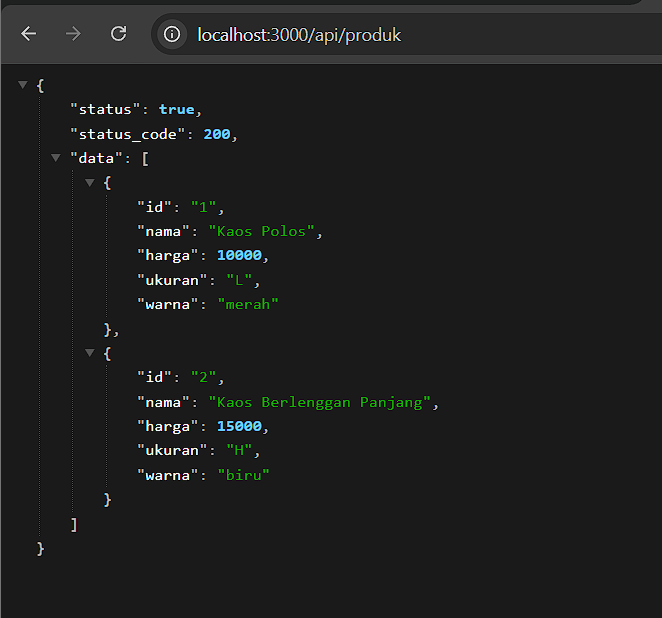 localhost:3000/api/produk
{
"status": true,
"status_code": 200,
"data": [
{
"id": "1",
"nama": "Kaos Polos",
"harga": 10000,
"ukuran": "L",
"warna": "merah"
},
{
"id": "2",
"nama": "Kaos Berlenggan Panjang",
"harga": 15000,
"ukuran": "H",
"warna": "biru"
}
]
}